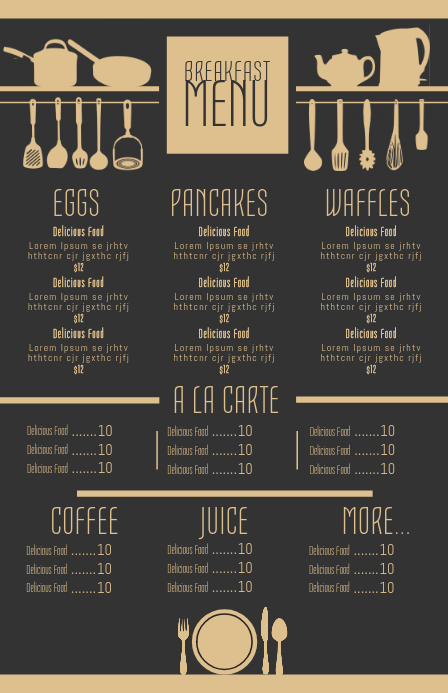 BREAKFAST
MENU
EGGS
Delicious Food
Lorem Ipsum se jrhtv
hthtcnr cjr jgxthc rjfj
$12
Delicious Food
Lorem Ipsum se jrhtv
hthtcnr cjr jgxthc rjfj
$12
Delicious Food
Lorem Ipsum se jrhtv
hthtcnr cjr jgxthc rjfj
$12
PANCAKES
Delicious Food
Lorem Ipsum se jrhtv
hthtcnr cjr jgxthc rjfj
$12
Delicious Food
Lorem Ipsum se jrhtv
hthtcnr cjr jgxthc rjfj
$12
Delicious Food
Lorem Ipsum se jrhtv
hthtcnr cjr jgxthc rjfj
$12
WAFFLES
Delicious Food
Lorem Ipsum se jrhtv
hthtcnr cjr jgxthc rjfj
$12
Delicious Food
Lorem Ipsum se jrhtv
hthtcnr cjr jgxthc rjfj
$12
Delicious Food
Lorem Ipsum se jrhtv
hthtcnr cjr jgxthc rjfj
$12
A LA CARTE
Delicious Food .......10
Delicious Food .......10
Delicious Food .......10
Delicious Food .......10
Delicious Food .......10
Delicious Food .......10
Delicious Food .......10
Delicious Food .......10
Delicious Food .......10
COFFEE
Delicious Food .......10
Delicious Food .......10
Delicious Food .......10
JUICE
Delicious Food .......10
Delicious Food .......10
Delicious Food .......10
MORE...
Delicious Food .......10
Delicious Food .......10
Delicious Food .......10